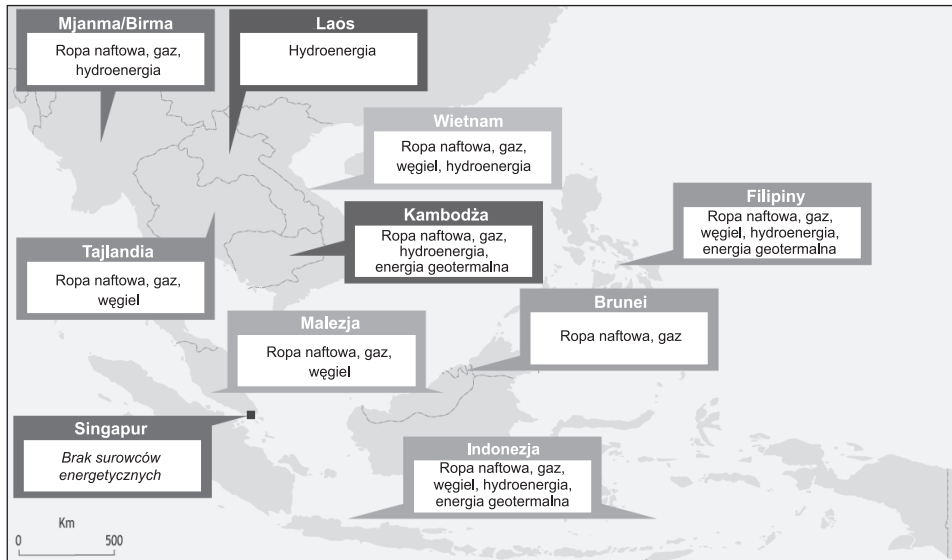 Mjanma/Birma
Ropa naftowa, gaz,
hydroenergia
Laos
Hydroenergia
Wietnam
Ropa naftowa, gaz,
węgiel, hydroenergia
Filipiny
Ropa naftowa, gaz,
węgiel, hydroenergia,
energia geotermalna
Kambodża
Ropa naftowa, gaz,
hydroenergia,
energia geotermalna
Tajlandia
Ropa naftowa, gaz,
węgiel
Brunei
Ropa naftowa, gaz
Malezja
Ropa naftowa, gaz,
węgiel
Singapur
Brak surowców
energetycznych
Indonezja
Ropa naftowa, gaz,
węgiel, hydroenergia,
energia geotermalna
Km
0 500